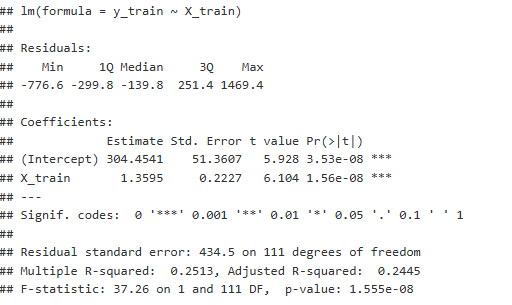 ## lm(formula = y_train ~ X_train)
##
## Residuals:
##    Min     1Q Median     3Q    Max
## -776.6 -299.8 -139.8  251.4 1469.4
##
## Coefficients:
##             Estimate Std. Error t value Pr(>|t|)
## (Intercept) 304.4541    51.3607   5.928 3.53e-08 ***
## X_train       1.3595     0.2227   6.104 1.56e-08 ***
## ---
## Signif. codes:  0 '***' 0.001 '**' 0.01 '*' 0.05 '.' 0.1 ' ' 1
##
## Residual standard error: 434.5 on 111 degrees of freedom
## Multiple R-squared:  0.2513, Adjusted R-squared:  0.2445
## F-statistic: 37.26 on 1 and 111 DF,  p-value: 1.555e-08